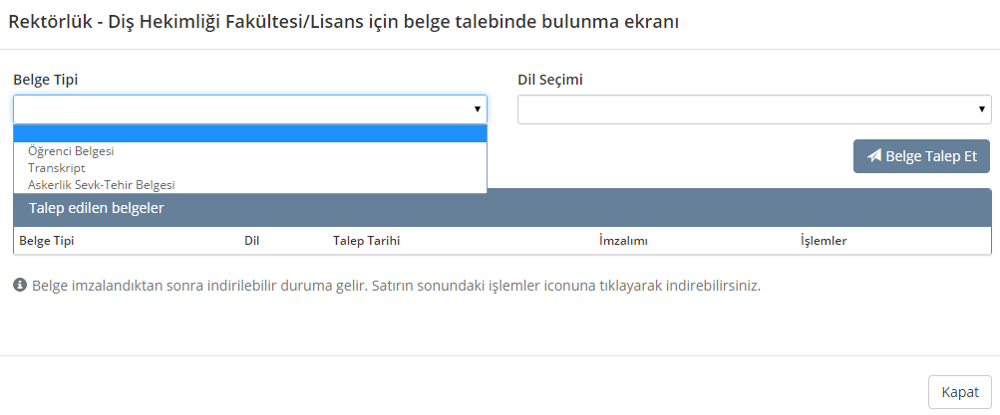 Rektörlük - Diş Hekimliği Fakültesi/Lisans için belge talebinde bulunma ekranı
Belge Tipi
Dil Seçimi
Öğrenci Belgesi
Transkript
Askerlik Sevk-Tehir Belgesi
Belge Talep Et
Talep edilen belgeler
Belge Tipi Dil Talep Tarihi İmzalımı İşlemler
Belge imzalandıktan sonra indirilebilir duruma gelir. Satırın sonundaki işlemler iconuna tıklayarak indirebilirsiniz.
Kapat